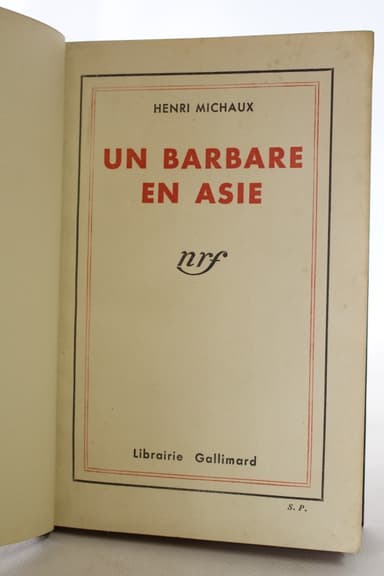 HENRI MICHAUX
UN BARBARE
EN ASIE
nrf
Librairie Gallimard
S. P.